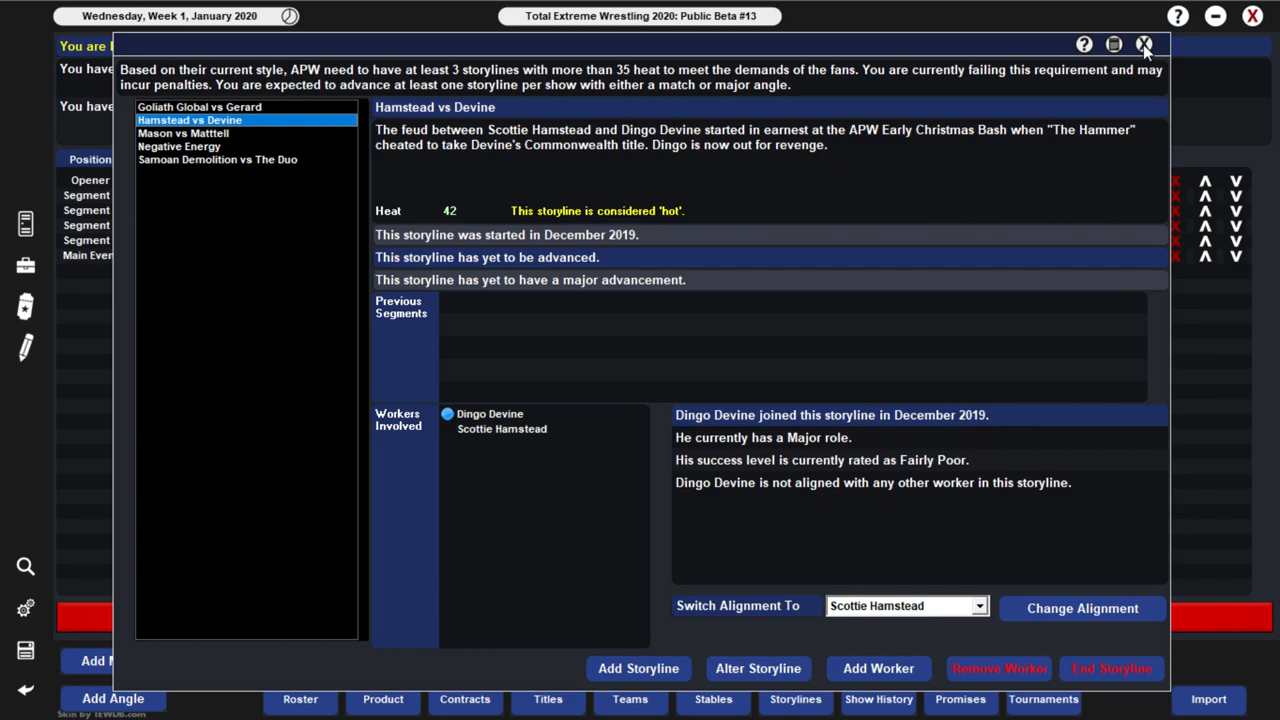 Wednesday, Week 1, January 2020
Total Extreme Wrestling 2020: Public Beta #13
?
X
You are
?
X
Based on their current style, APW need to have at least 3 storylines with more than 35 heat to meet the demands of the fans. You are currently failing this requirement and may
incur penalties. You are expected to advance at least one storyline per show with either a match or major angle.
You have
You have
Goliath Global vs Gerard
Hamstead vs Devine
Mason vs Matttell
Negative Energy
Samoan Demolition vs The Duo
Hamstead vs Devine
The feud between Scottie Hamstead and Dingo Devine started in earnest at the APW Early Christmas Bash when "The Hammer"
cheated to take Devine's Commonwealth title. Dingo is now out for revenge.
Heat 42 This storyline is considered 'hot'.
This storyline was started in December 2019.
This storyline has yet to be advanced.
This storyline has yet to have a major advancement.
Previous
Segments
Workers
Involved
Dingo Devine
Scottie Hamstead
Dingo Devine joined this storyline in December 2019.
He currently has a Major role.
His success level is currently rated as Fairly Poor.
Dingo Devine is not aligned with any other worker in this storyline.
Switch Alignment To Scottie Hamstead Change Alignment
Add Storyline Alter Storyline Add Worker Remove Worker End Storyline
Position
Opener
Segment
Segment
Segment
Segment
Main Even
Add M
Add Angle Roster Product Contracts Titles Teams Stables Storylines Show History Promises Tournaments Import
Skin by TEWDB.com